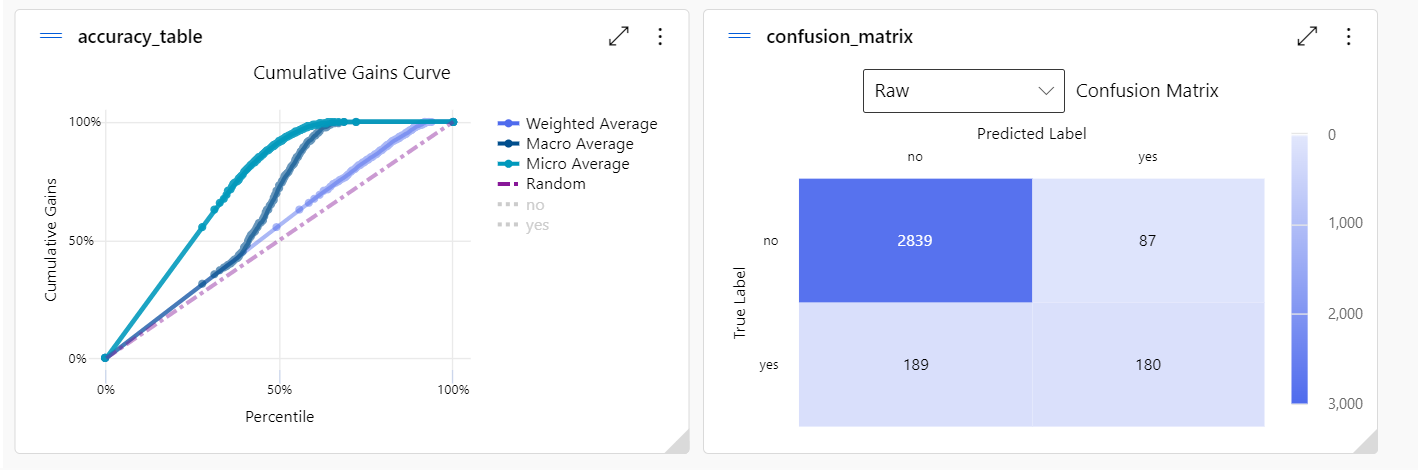 accuracy_table
Cumulative Gains Curve
100%
50%
0%
Cumulative Gains
0%
50%
100%
Percentile
Weighted Average
Macro Average
Micro Average
Random
no
yes
confusion_matrix
Raw
Confusion Matrix
Predicted Label
no
yes
True Label
no
2839
87
yes
189
180
0
1,000
2,000
3,000